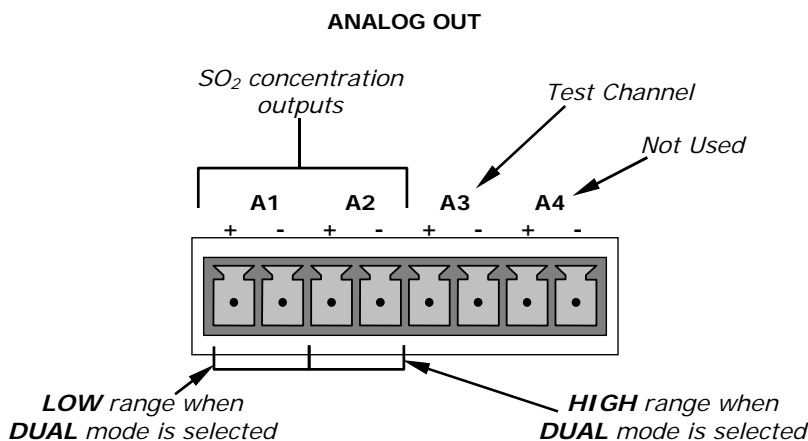 ANALOG OUT
SO₂ concentration
outputs
Test Channel
Not Used
A1 A2 A3 A4
+ - + - + - + -
LOW range when
DUAL mode is selected
HIGH range when
DUAL mode is selected